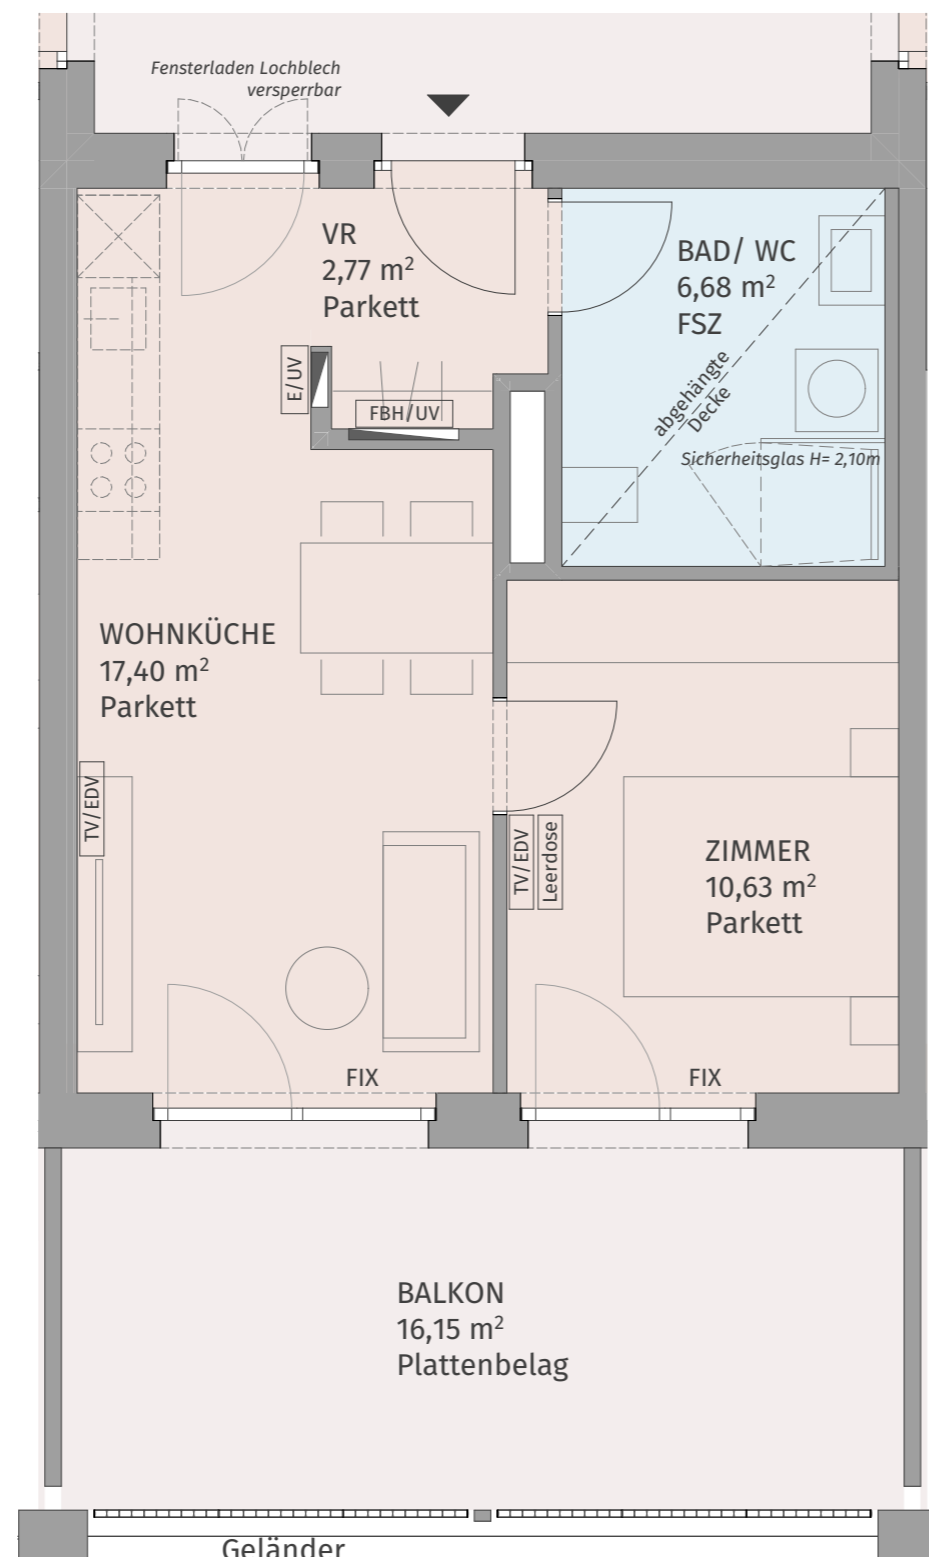 Fensterladen Lochblech
versperrbar
VR
2,77 m²
Parkett
BAD/ WC
6,68 m²
FSZ
abgehängte
Decke
E/UV
FBH/UV
Sicherheitsglas H= 2,10m
WOHNKÜCHE
17,40 m²
Parkett
TV/EDV
TV/EDV
Leerdose
ZIMMER
10,63 m²
Parkett
FIX
FIX
BALKON
16,15 m²
Plattenbelag
Geländer